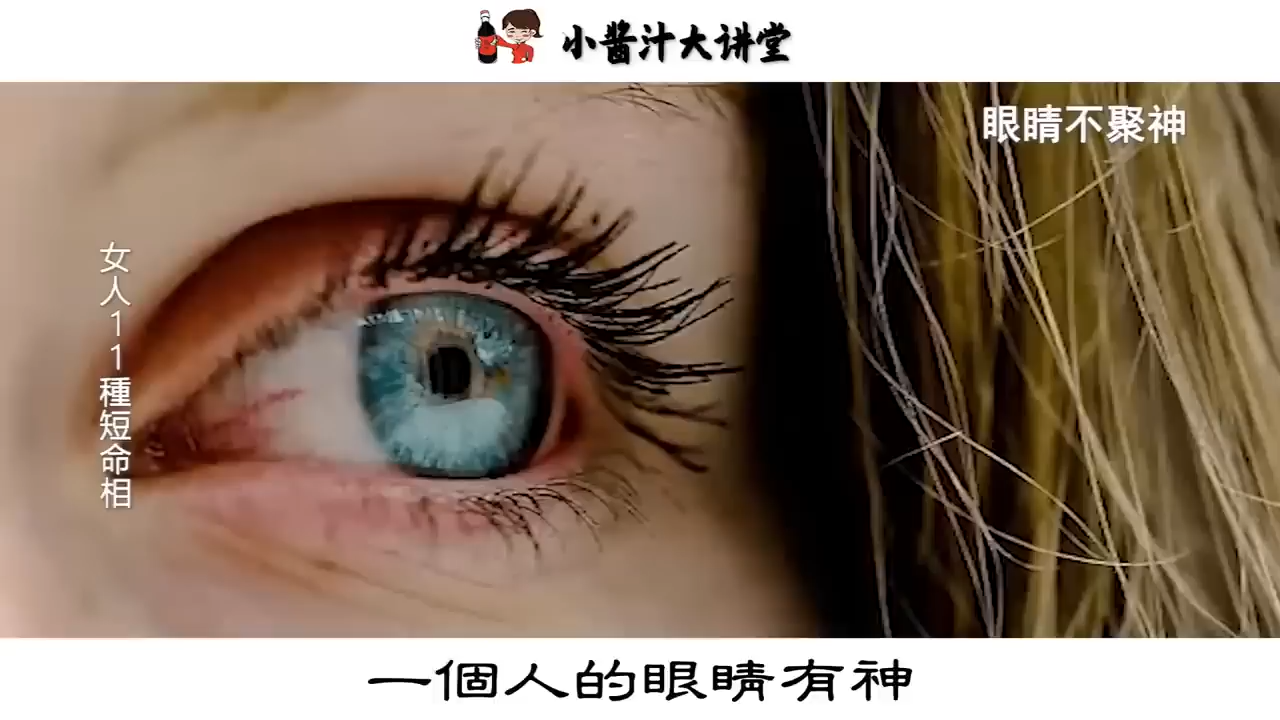 小酱汁大讲堂
眼睛不聚神
女人11種短命相
一個人的眼睛有神